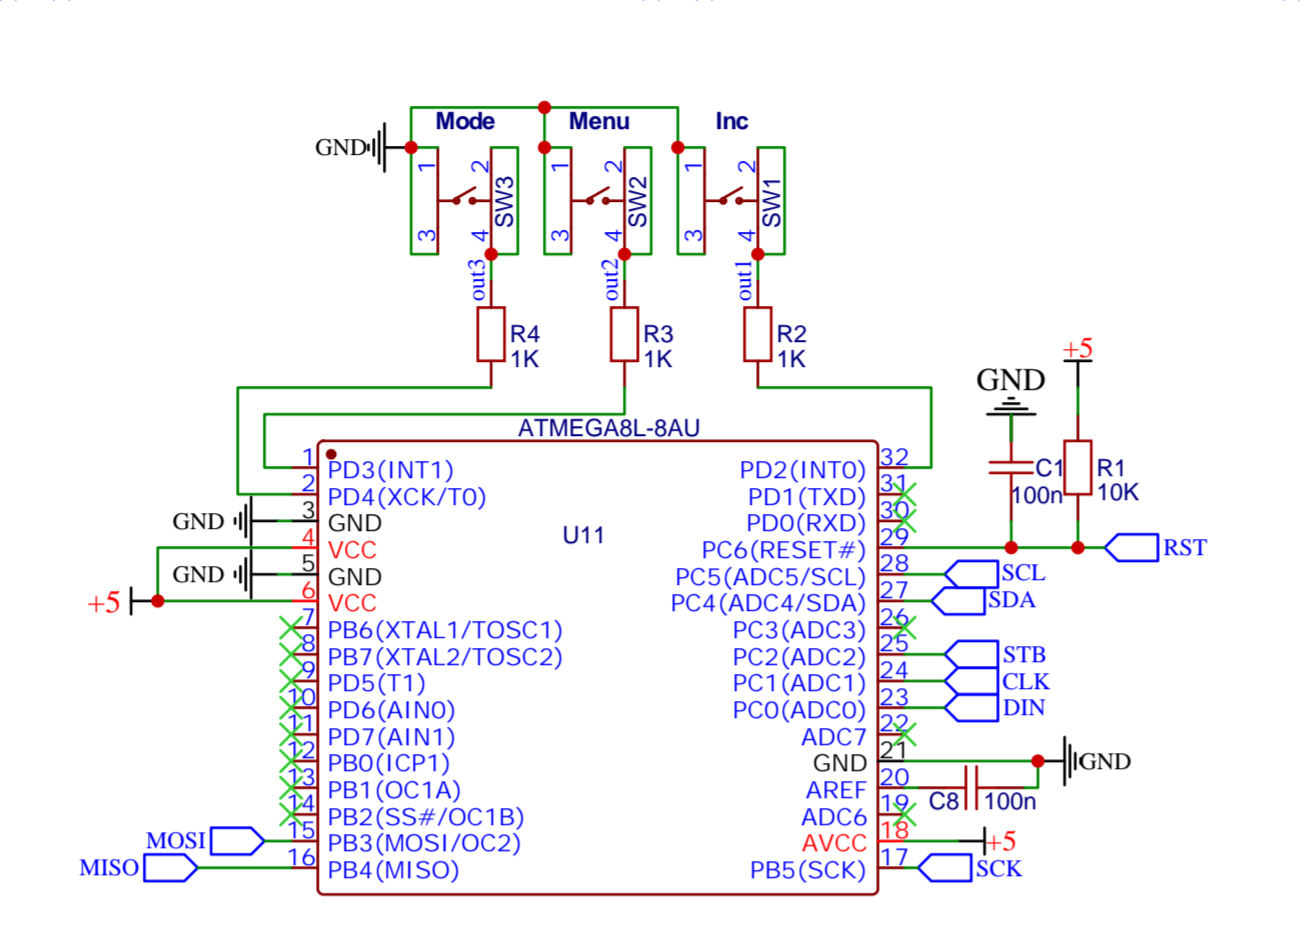 Mode
Menu
Inc
GND
1
2
3
4
SW3
1
2
3
4
SW2
1
2
3
4
SW1
out3
out2
out1
R4
1K
R3
1K
R2
1K
+5
GND
C1
100n
R1
10K
ATMEGA8L-8AU
U11
1 PD3(INT1)
2 PD4(XCK/T0)
GND 3 GND
4 VCC
GND 5 GND
+5 6 VCC
7 PB6(XTAL1/TOSC1)
8 PB7(XTAL2/TOSC2)
9 PD5(T1)
10 PD6(AIN0)
11 PD7(AIN1)
12 PB0(ICP1)
13 PB1(OC1A)
14 PB2(SS#/OC1B)
MOSI 15 PB3(MOSI/OC2)
MISO 16 PB4(MISO)
PD2(INT0) 32
PD1(TXD) 31
PD0(RXD) 30
PC6(RESET#) 29 RST
PC5(ADC5/SCL) 28 SCL
PC4(ADC4/SDA) 27 SDA
PC3(ADC3) 26
PC2(ADC2) 25 STB
PC1(ADC1) 24 CLK
PC0(ADC0) 23 DIN
ADC7 22
GND 21 GND
AREF 20 C8 100n
ADC6 19
AVCC 18 +5
PB5(SCK) 17 SCK